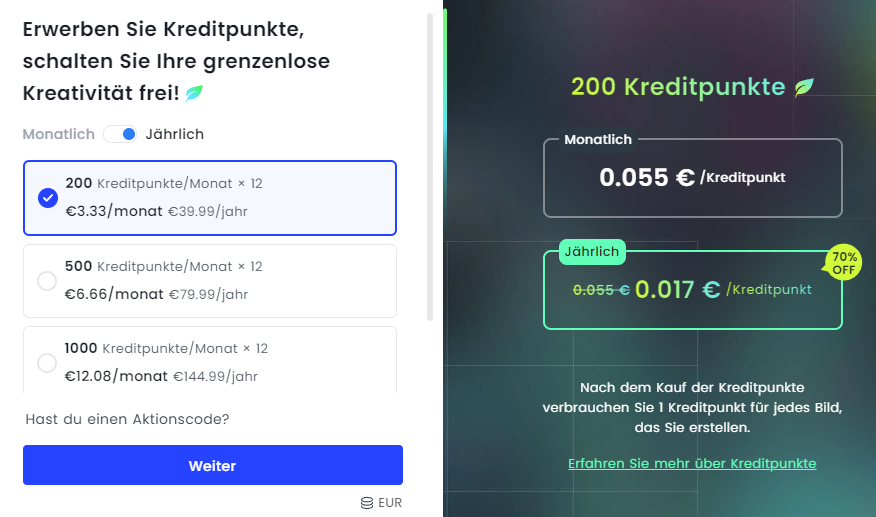 Erwerben Sie Kreditpunkte,
schalten Sie Ihre grenzenlose
Kreativität frei!
Monatlich Jährlich
200 Kreditpunkte/Monat × 12
€3.33/monat €39.99/jahr
500 Kreditpunkte/Monat × 12
€6.66/monat €79.99/jahr
1000 Kreditpunkte/Monat × 12
€12.08/monat €144.99/jahr
Hast du einen Aktionscode?
Weiter
EUR
200 Kreditpunkte
Monatlich
0.055 € /Kreditpunkt
Jährlich
70%
OFF
0.055 € 0.017 € /Kreditpunkt
Nach dem Kauf der Kreditpunkte
verbrauchen Sie 1 Kreditpunkt für jedes Bild,
das Sie erstellen.
Erfahren Sie mehr über Kreditpunkte